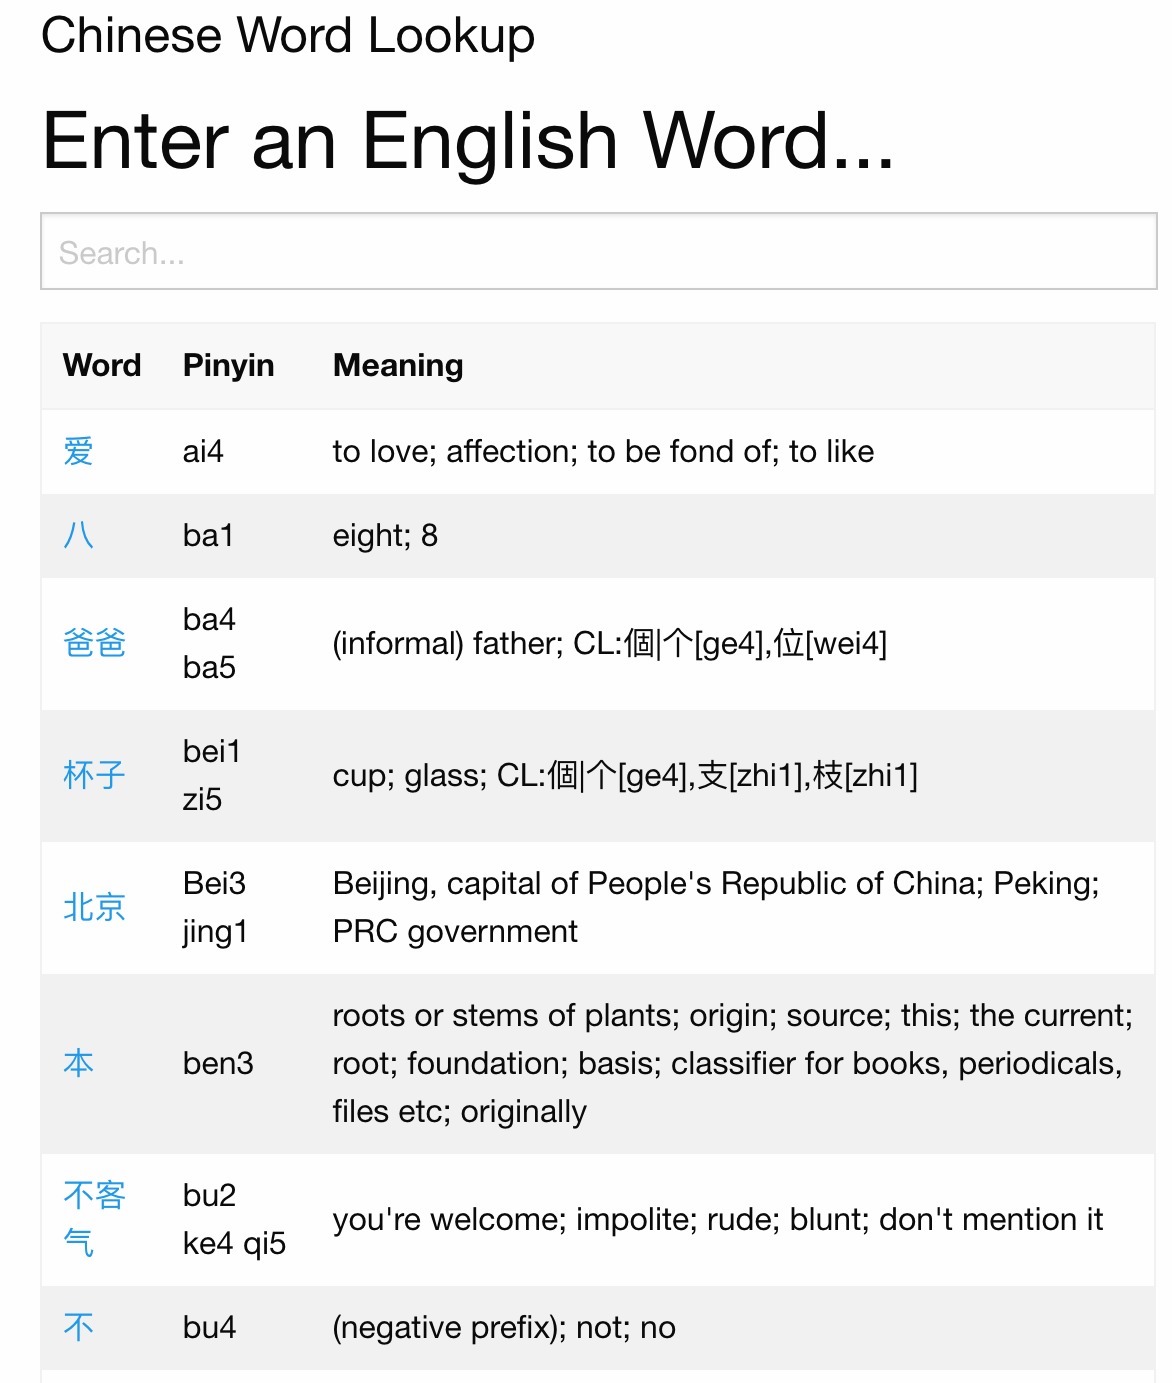 Chinese Word Lookup
Enter an English Word...
Search...
Word Pinyin Meaning
爱 ai4 to love; affection; to be fond of; to like
八 ba1 eight; 8
爸爸 ba4 ba5 (informal) father; CL:個|个[ge4],位[wei4]
杯子 bei1 zi5 cup; glass; CL:個|个[ge4],支[zhi1],枝[zhi1]
北京 Bei3 jing1 Beijing, capital of People's Republic of China; Peking;
PRC government
本 ben3 roots or stems of plants; origin; source; this; the current;
root; foundation; basis; classifier for books, periodicals,
files etc; originally
不客气 bu2 ke4 qi5 you're welcome; impolite; rude; blunt; don't mention it
不 bu4 (negative prefix); not; no